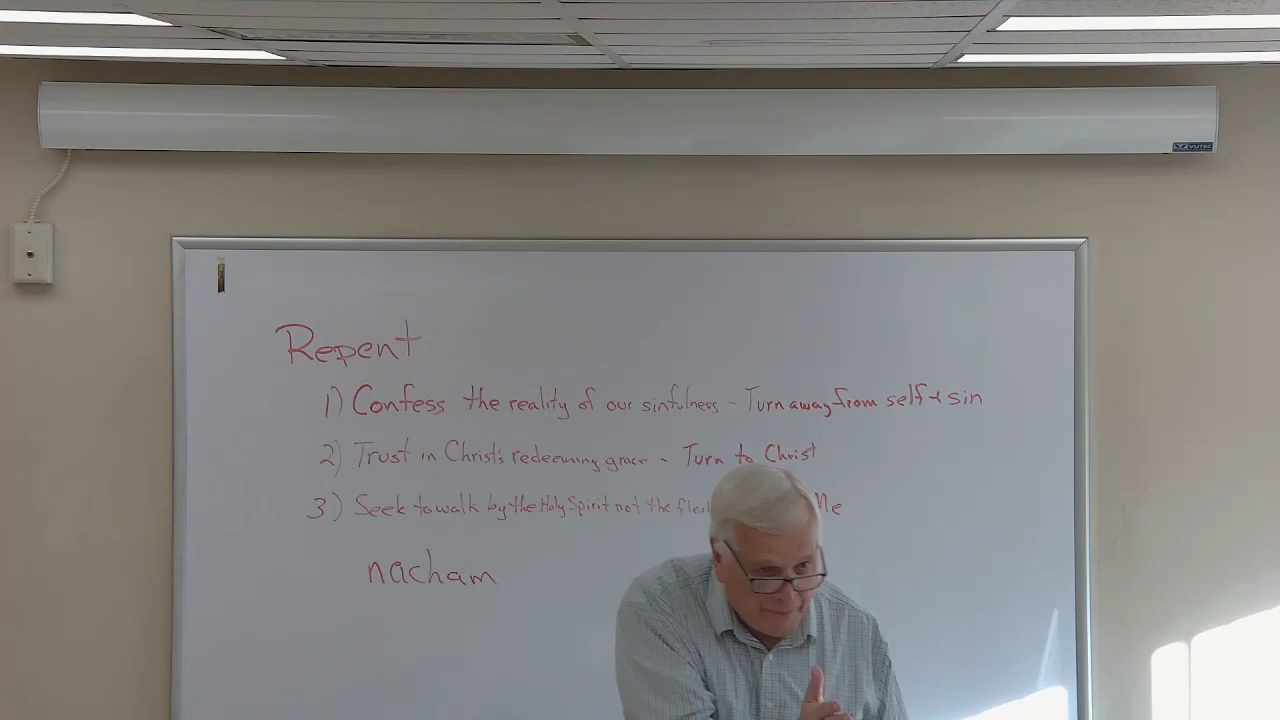 VUTEC
Repent
1) Confess the reality of our sinfulness - Turn away from self + sin
2) Trust in Christ's redeeming grace - Turn to Christ
3) Seek to walk by the Holy Spirit not the
nacham